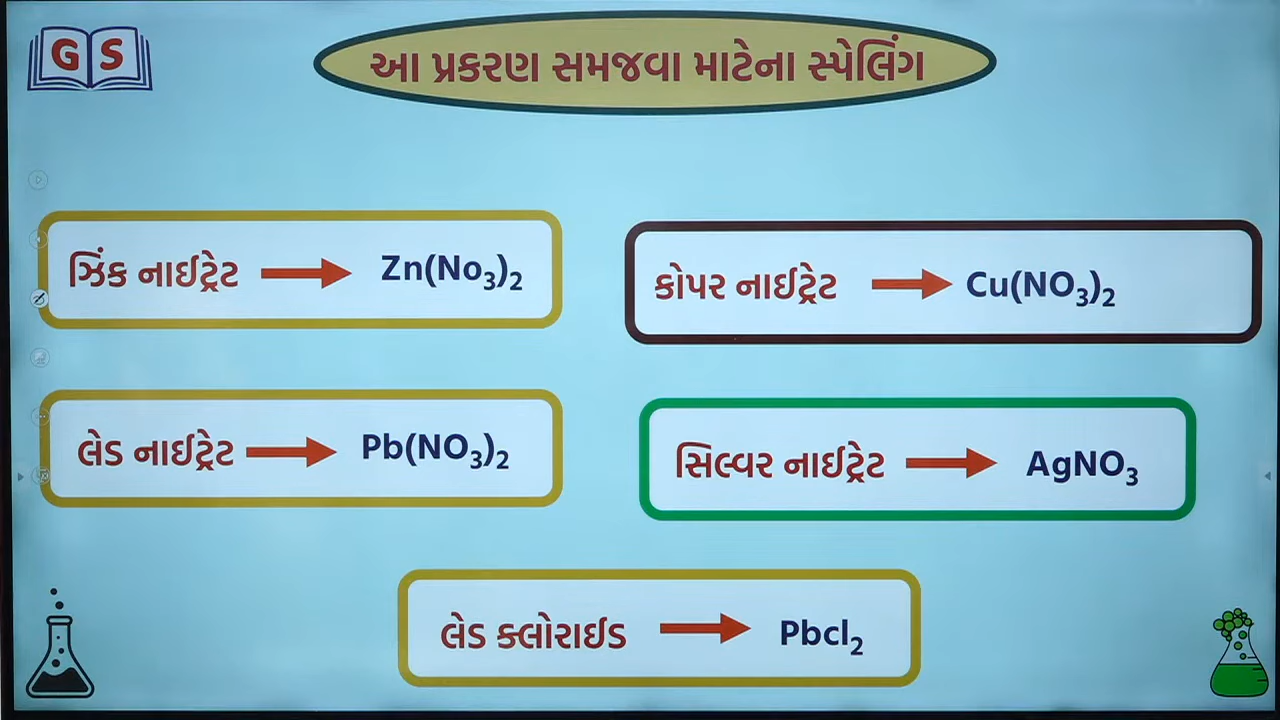 G S
આ પ્રકરણ સમજવા માટેના સ્પેલિંગ
ઝિંક નાઈટ્રેટ Zn(No₃)₂
કોપર નાઈટ્રેટ Cu(NO₃)₂
લેડ નાઈટ્રેટ Pb(NO₃)₂
સિલ્વર નાઈટ્રેટ AgNO₃
લેડ ક્લોરાઈડ Pbcl₂